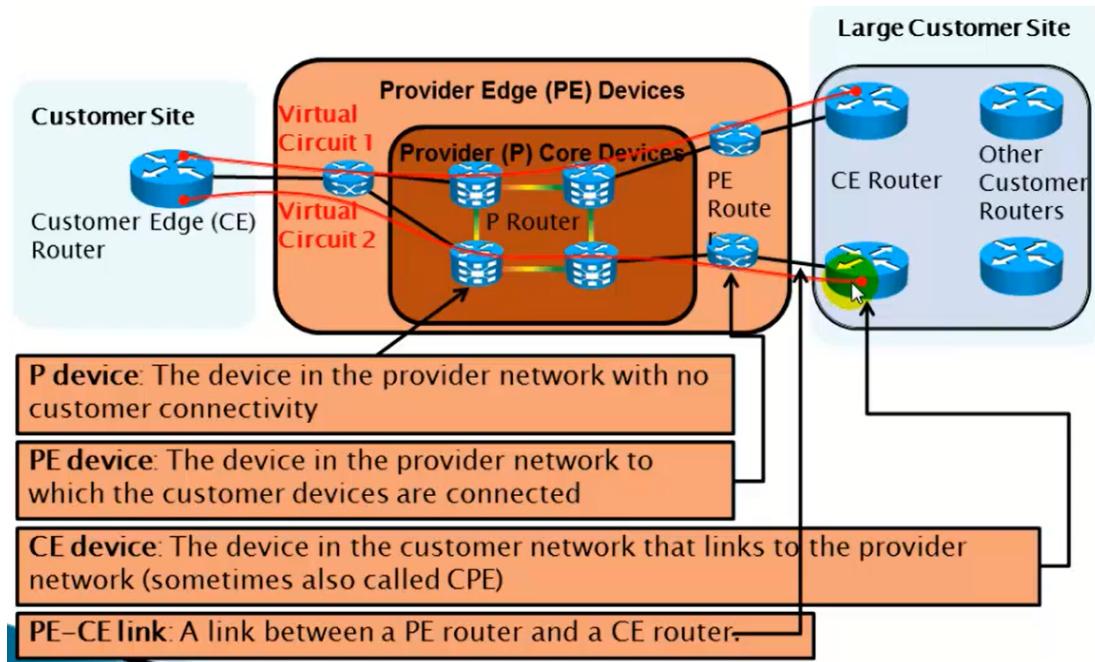 Large Customer Site
Customer Site
Provider Edge (PE) Devices
Virtual
Circuit 1
Provider (P) Core Devices
PE
Route
r
CE Router
Other
Customer
Routers
Customer Edge (CE)
Router
Virtual
Circuit 2
P Router
P device: The device in the provider network with no
customer connectivity
PE device: The device in the provider network to
which the customer devices are connected
CE device: The device in the customer network that links to the provider
network (sometimes also called CPE)
PE-CE link: A link between a PE router and a CE router.